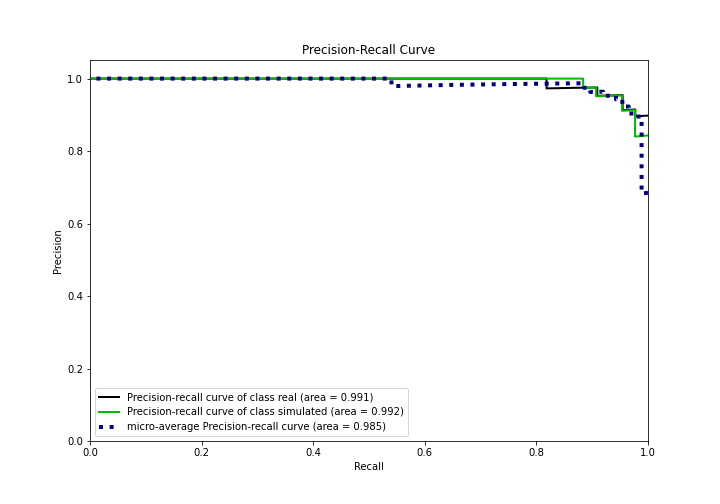 Precision-Recall Curve
1.0
0.8
0.6
0.4
0.2
0.0
Precision
Precision-recall curve of class real (area = 0.991)
Precision-recall curve of class simulated (area = 0.992)
micro-average Precision-recall curve (area = 0.985)
0.0 0.2 0.4 0.6 0.8 1.0
Recall